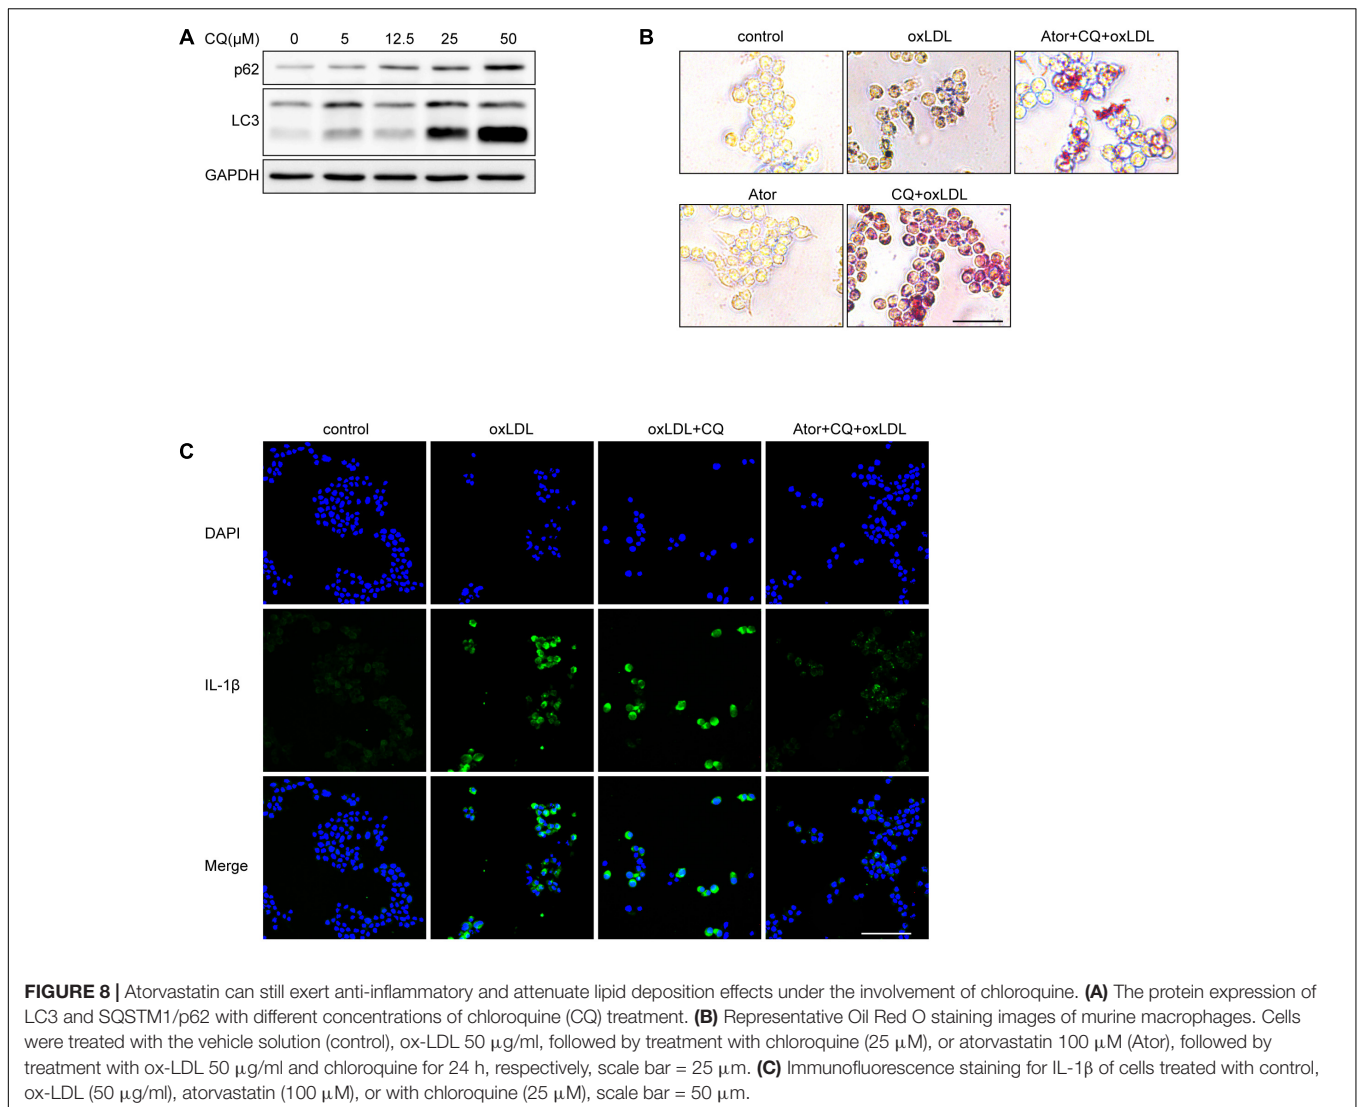 A CQ(μM) 0 5 12.5 25 50
p62
LC3
GAPDH
B control oxLDL Ator+CQ+oxLDL
Ator CQ+oxLDL
C control oxLDL oxLDL+CQ Ator+CQ+oxLDL
DAPI
IL-1β
Merge
FIGURE 8 | Atorvastatin can still exert anti-inflammatory and attenuate lipid deposition effects under the involvement of chloroquine. (A) The protein expression of
LC3 and SQSTM1/p62 with different concentrations of chloroquine (CQ) treatment. (B) Representative Oil Red O staining images of murine macrophages. Cells
were treated with the vehicle solution (control), ox-LDL 50 μg/ml, followed by treatment with chloroquine (25 μM), or atorvastatin 100 μM (Ator), followed by
treatment with ox-LDL 50 μg/ml and chloroquine for 24 h, respectively, scale bar = 25 μm. (C) Immunofluorescence staining for IL-1β of cells treated with control,
ox-LDL (50 μg/ml), atorvastatin (100 μM), or with chloroquine (25 μM), scale bar = 50 μm.